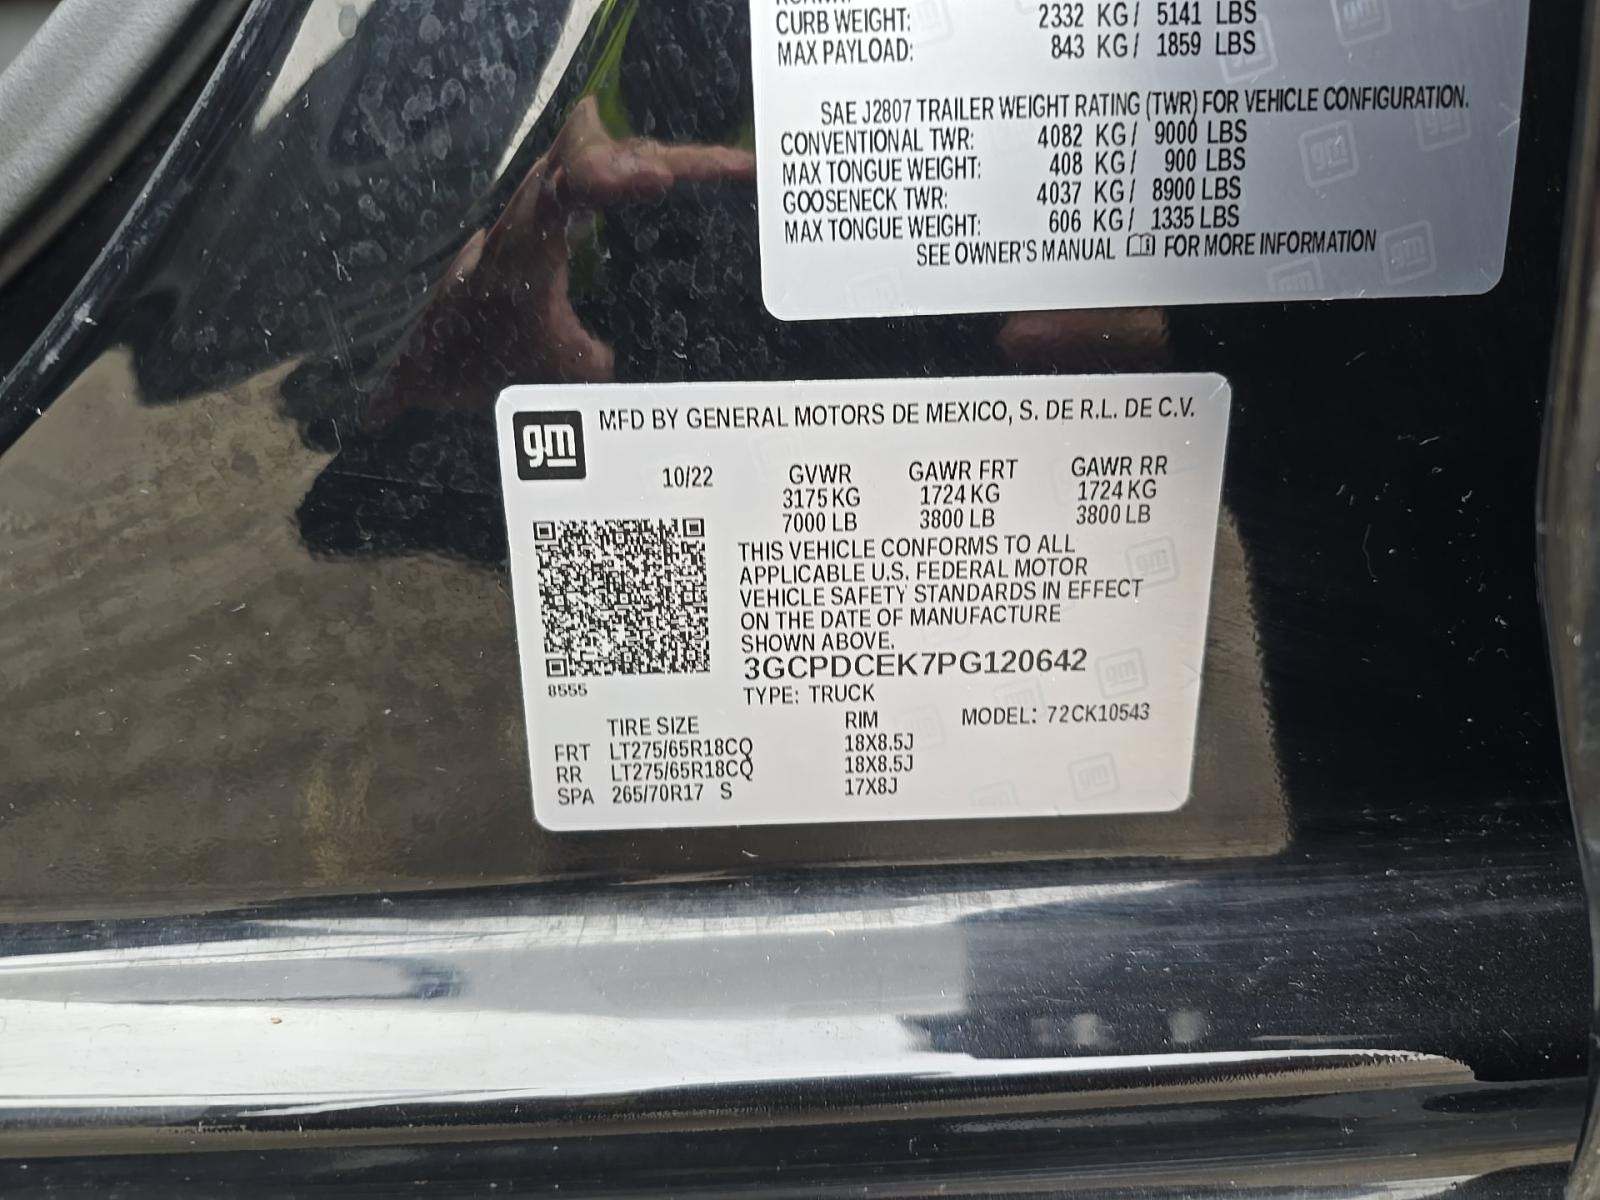 CURB WEIGHT: 2332 KG/ 5141 LBS
MAX PAYLOAD: 843 KG/ 1859 LBS
SAE J2807 TRAILER WEIGHT RATING (TWR) FOR VEHICLE CONFIGURATION.
CONVENTIONAL TWR: 4082 KG/ 9000 LBS
MAX TONGUE WEIGHT: 408 KG/ 900 LBS
GOOSENECK TWR: 4037 KG/ 8900 LBS
MAX TONGUE WEIGHT: 606 KG/ 1335 LBS
SEE OWNER'S MANUAL FOR MORE INFORMATION
gm MFD BY GENERAL MOTORS DE MEXICO, S. DE R.L. DE C.V.
10/22 GVWR GAWR FRT GAWR RR
3175 KG 1724 KG 1724 KG
7000 LB 3800 LB 3800 LB
THIS VEHICLE CONFORMS TO ALL
APPLICABLE U.S. FEDERAL MOTOR
VEHICLE SAFETY STANDARDS IN EFFECT
ON THE DATE OF MANUFACTURE
SHOWN ABOVE.
3GCPDCEK7PG120642
8555
TYPE: TRUCK
TIRE SIZE RIM MODEL: 72CK10543
FRT LT275/65R18CQ 18X8.5J
RR LT275/65R18CQ 18X8.5J
SPA 265/70R17 S 17X8J